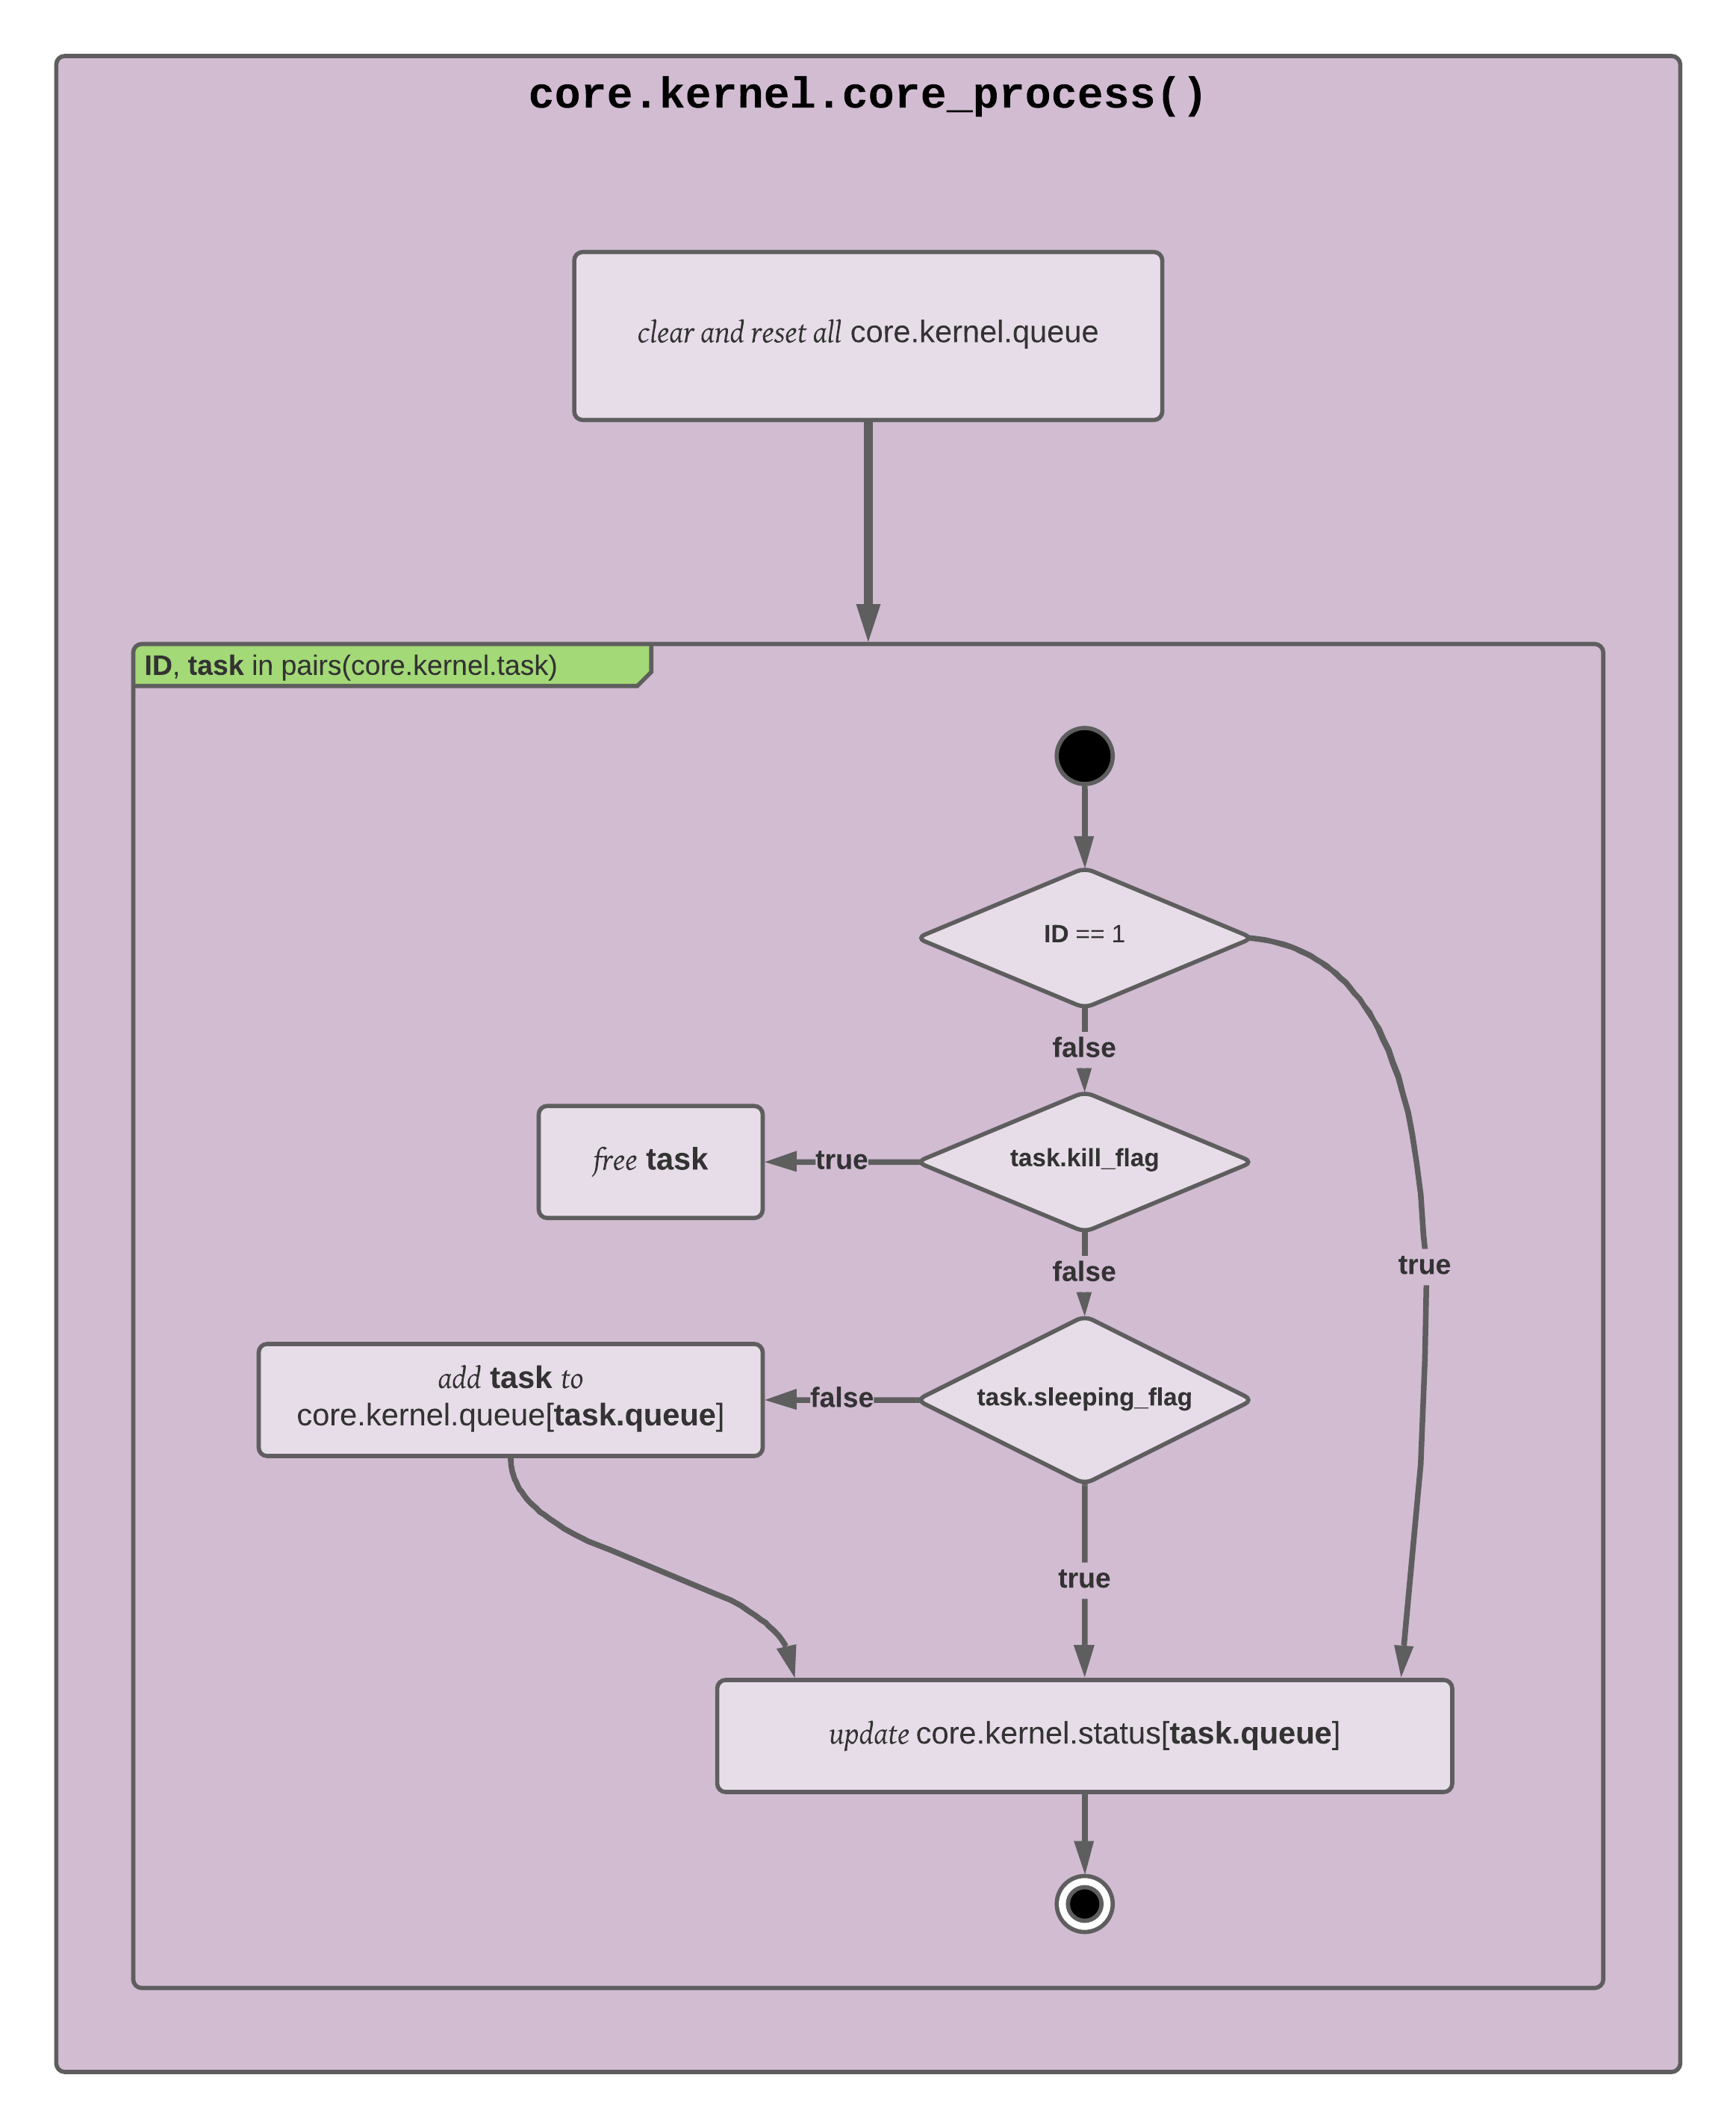 core.kernel.core_process()
clear and reset all core.kernel.queue
ID, task in pairs(core.kernel.task)
ID == 1
false
task.kill_flag
true
free task
false
true
task.sleeping_flag
false
add task to
core.kernel.queue[task.queue]
true
update core.kernel.status[task.queue]